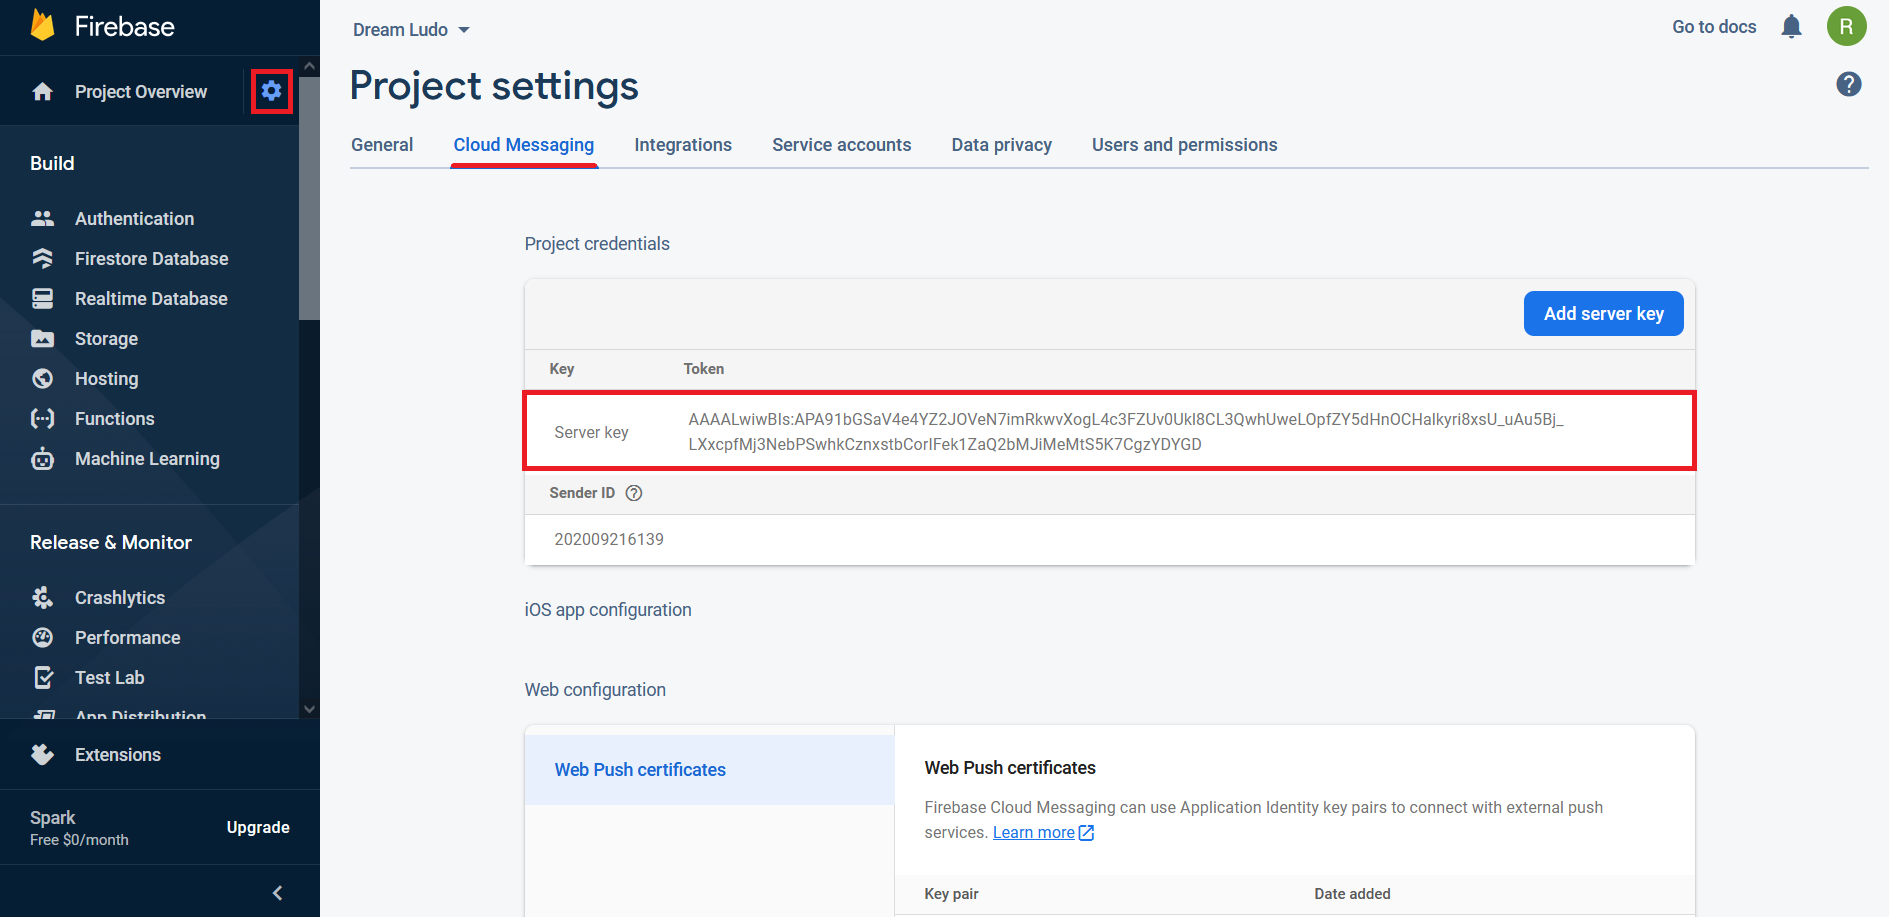 Firebase
Project Overview
Build
Authentication
Firestore Database
Realtime Database
Storage
Hosting
Functions
Machine Learning
Release & Monitor
Crashlytics
Performance
Test Lab
App Distribution
Extensions
Spark
Free $0/month
Upgrade
Dream Ludo
Go to docs
R
Project settings
General Cloud Messaging Integrations Service accounts Data privacy Users and permissions
Project credentials
Add server key
Key Token
Server key
AAAALwiwBIs:APA91bGSaV4e4YZ2JOVeN7imRkwvXogL4c3FZUv0UkI8CL3QwhUweLOpfZY5dHnOCHalkyri8xsU_uAu5Bj_
LXxcpfMj3NebPSwhkCznxstbCorIFek1ZaQ2bMJiMeMtS5K7CgzYDYGD
Sender ID
202009216139
iOS app configuration
Web configuration
Web Push certificates
Web Push certificates
Firebase Cloud Messaging can use Application Identity key pairs to connect with external push
services. Learn more
Key pair Date added